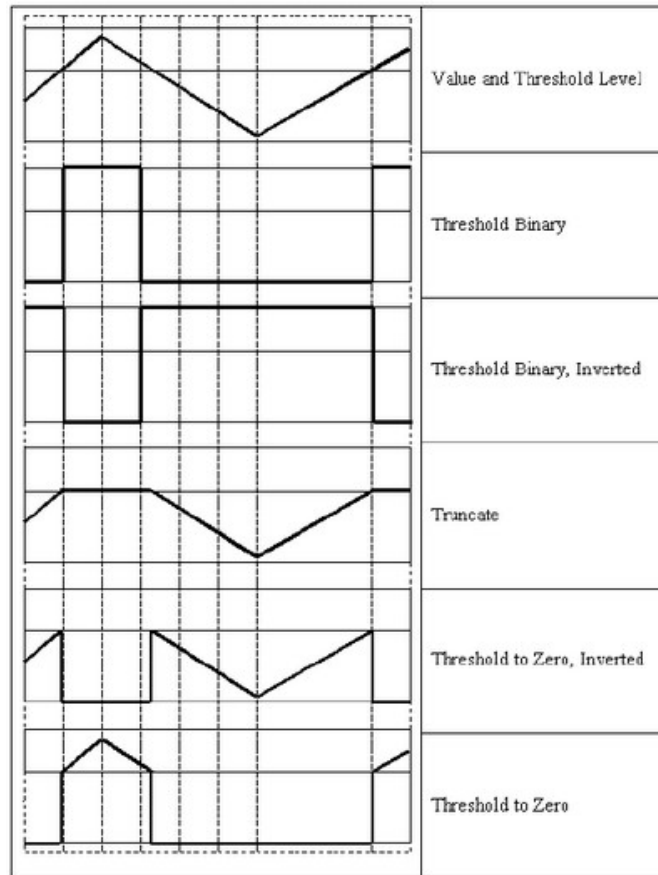 Value and Threshold Level
Threshold Binary
Threshold Binary, Inverted
Truncate
Threshold to Zero, Inverted
Threshold to Zero